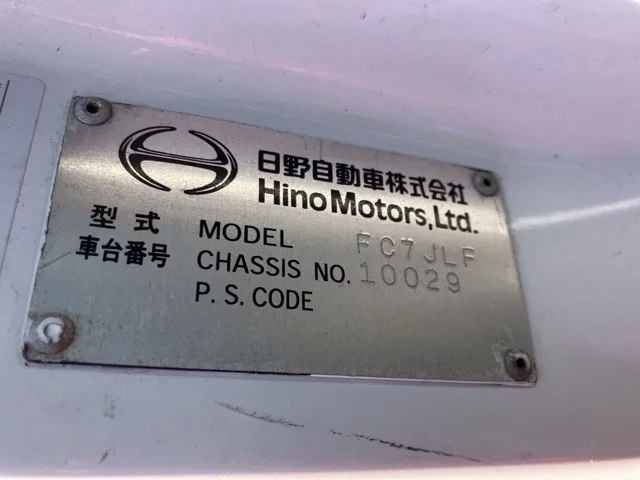 日野自動車株式会社
Hino Motors, Ltd.
型式 MODEL FC7JLF
車台番号 CHASSIS NO. 10029
P.S.CODE